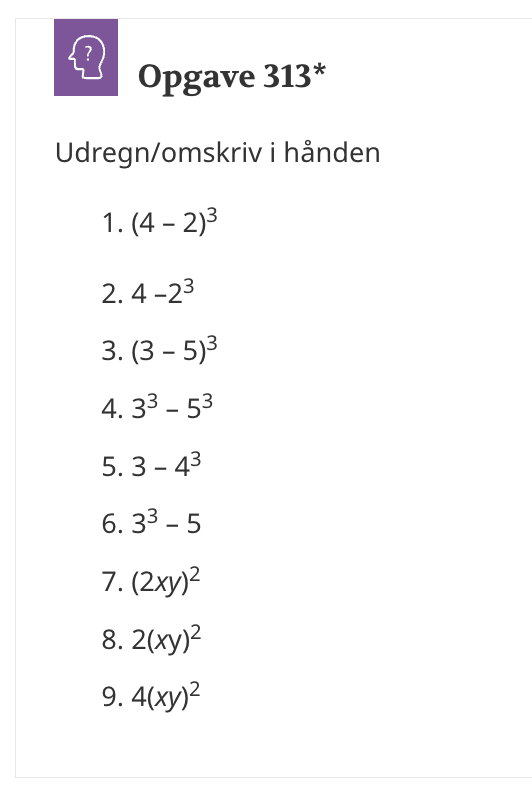 ?
Opgave 313*
Udregn/omskriv i hånden
1. (4 – 2)³
2. 4 –2³
3. (3 – 5)³
4. 3³ – 5³
5. 3 – 4³
6. 3³ – 5
7. (2xy)²
8. 2(xy)²
9. 4(xy)²